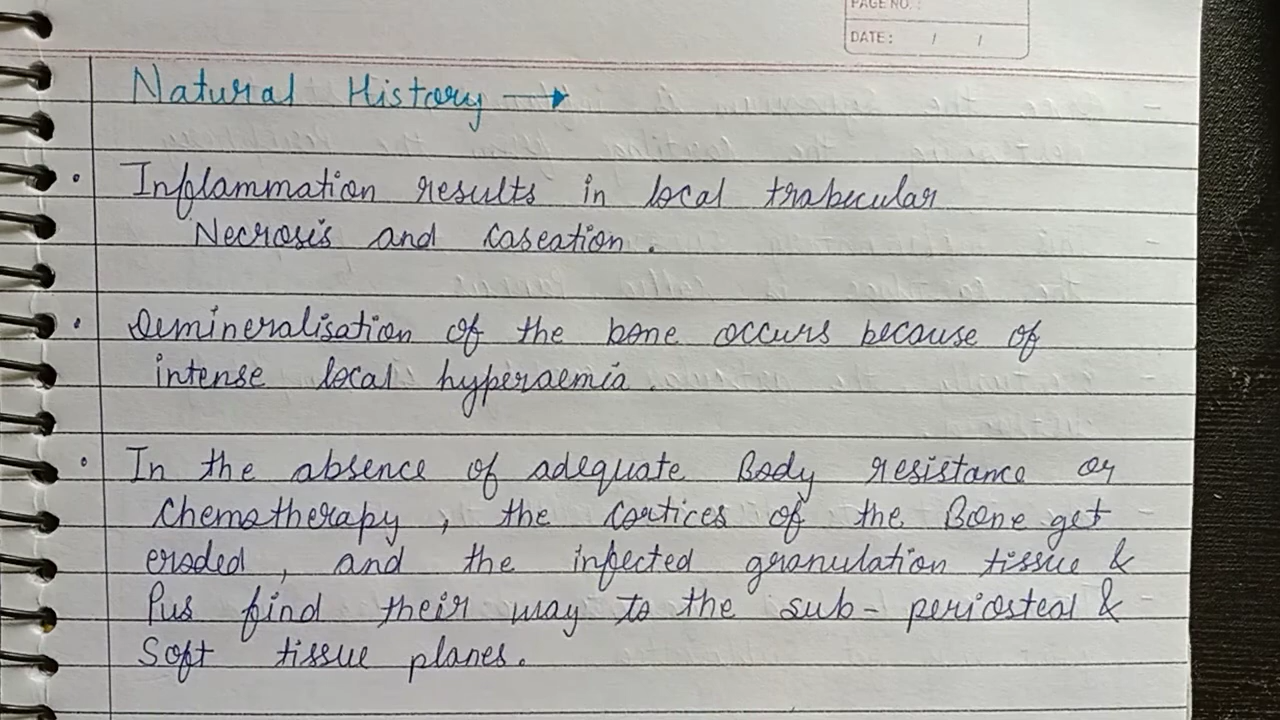 PAGE NO. :
DATE: / /
Natural History →
• Inflammation results in local trabecular
Necrosis and caseation.
• Demineralisation of the bone occurs because of
intense local hyperaemia.
• In the absence of adequate Body resistance or
Chemotherapy, the cortices of the Bone get
eroded, and the infected granulation tissue &
Pus find their way to the sub-periosteal &
Soft tissue planes.